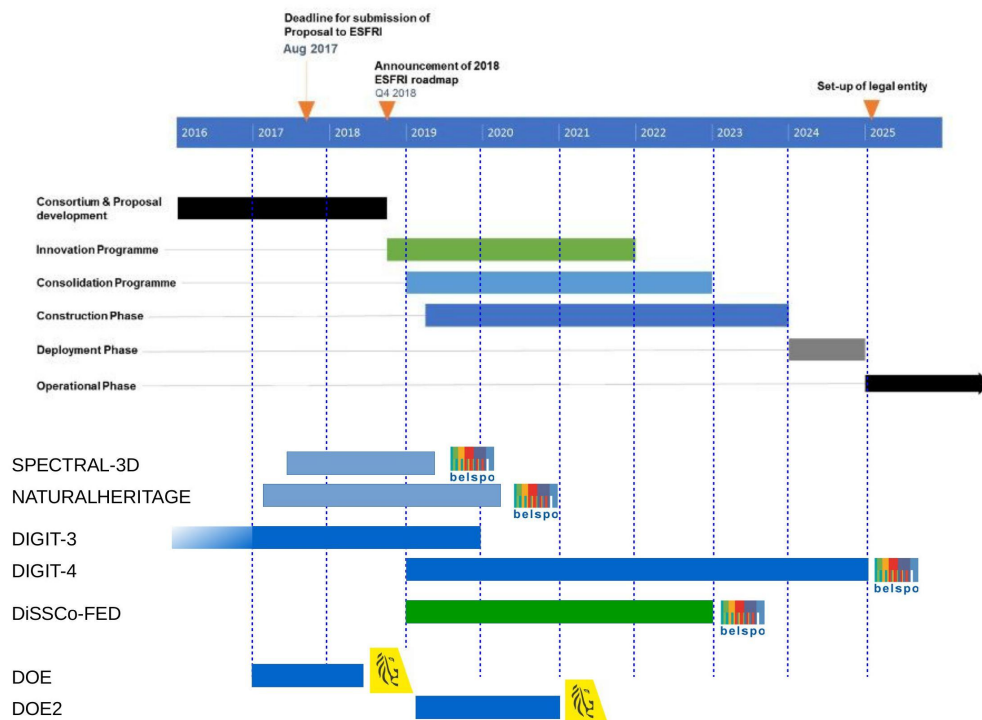 Deadline for submission of
Proposal to ESFRI
Aug 2017
Announcement of 2018
ESFRI roadmap
Q4 2018
Set-up of legal entity
2016 2017 2018 2019 2020 2021 2022 2023 2024 2025
Consortium & Proposal
development
Innovation Programme
Consolidation Programme
Construction Phase
Deployment Phase
Operational Phase
SPECTRAL-3D
belspo
NATURALHERITAGE
belspo
DIGIT-3
DIGIT-4
belspo
DiSSCo-FED
belspo
DOE
DOE2